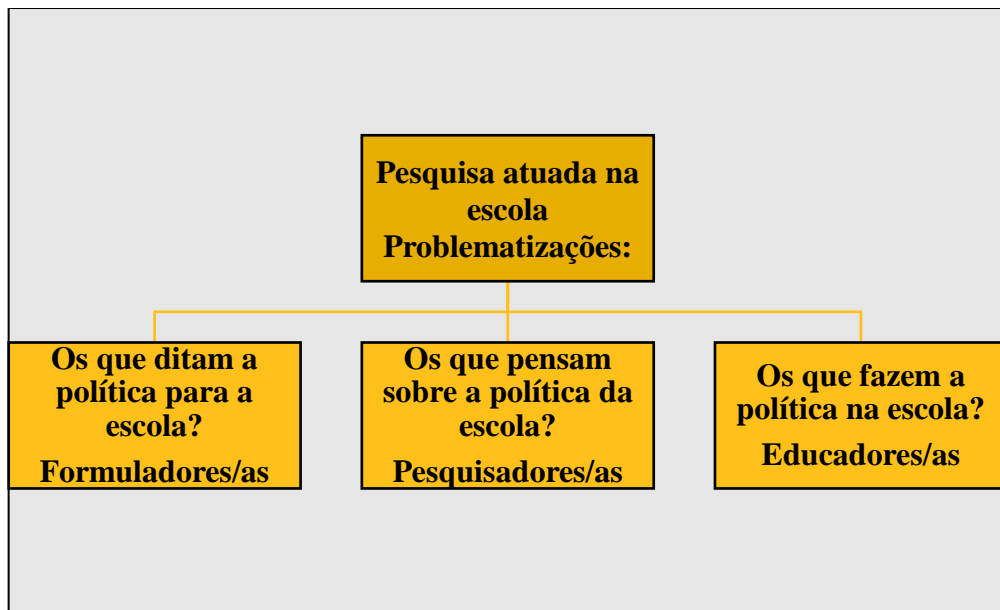 Pesquisa atuada na
escola
Problematizações:
Os que ditam a
política para a
escola?
Formuladores/as
Os que pensam
sobre a política da
escola?
Pesquisadores/as
Os que fazem a
política na escola?
Educadores/as